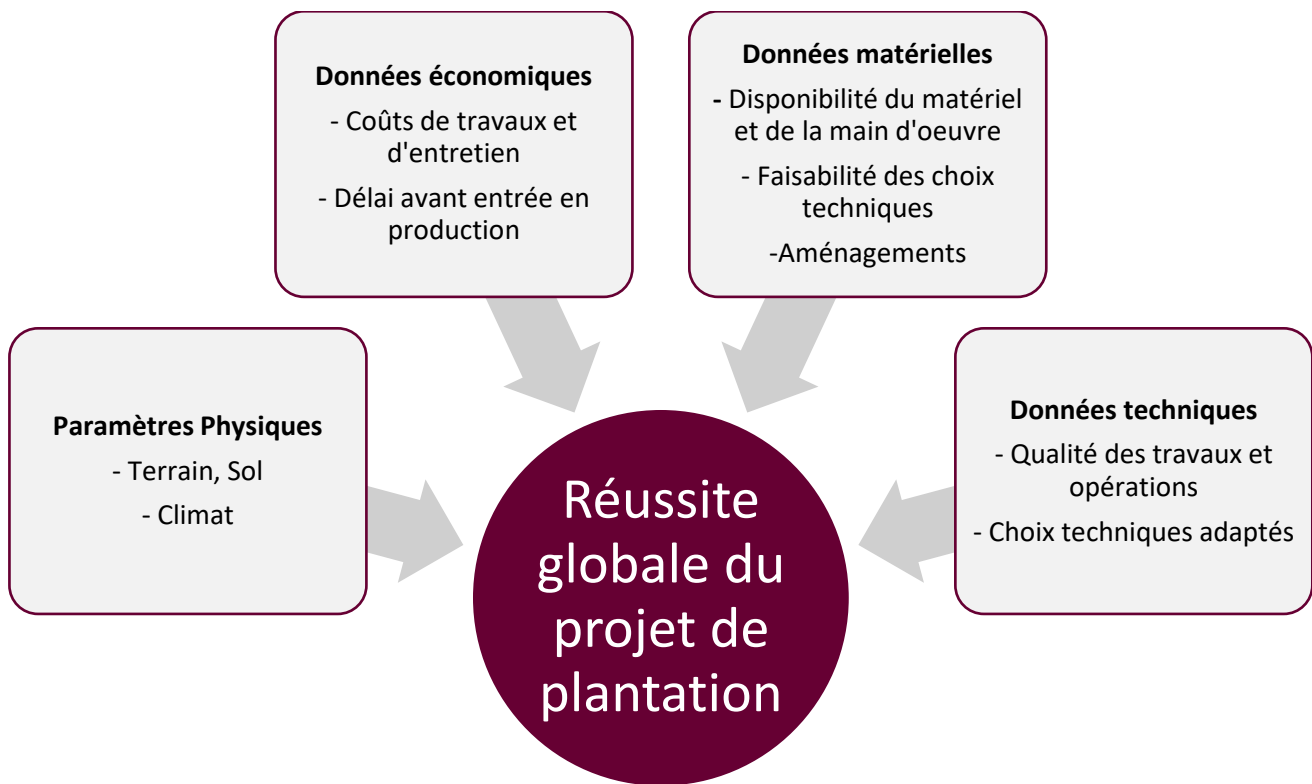 Données économiques
- Coûts de travaux et
d'entretien
- Délai avant entrée en
production
Données matérielles
- Disponibilité du matériel
et de la main d'oeuvre
- Faisabilité des choix
techniques
-Aménagements
Paramètres Physiques
- Terrain, Sol
- Climat
Données techniques
- Qualité des travaux et
opérations
- Choix techniques adaptés
Réussite
globale du
projet de
plantation